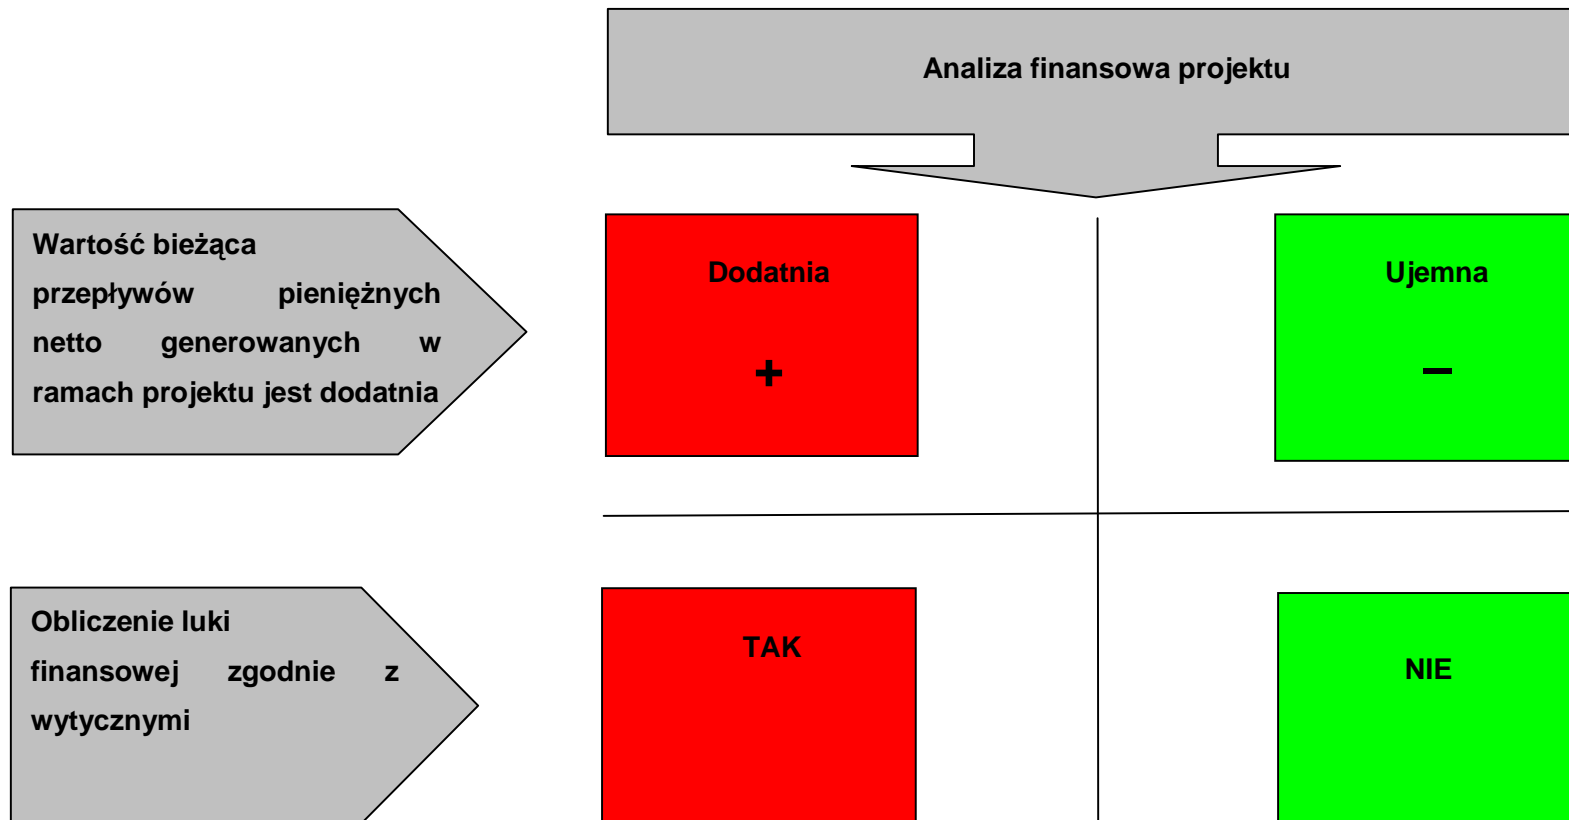 Analiza finansowa projektu
Wartość bieżąca
przepływów pieniężnych
netto generowanych w
ramach projektu jest dodatnia
Dodatnia
+
Ujemna
–
Obliczenie luki
finansowej zgodnie z
wytycznymi
TAK
NIE